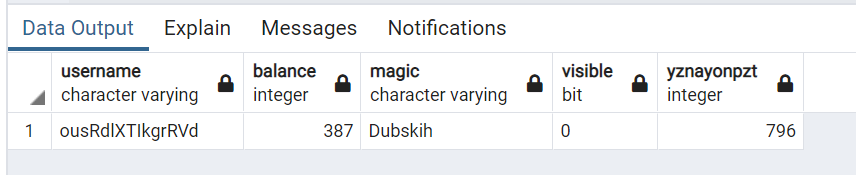 Data Output Explain Messages Notifications
username balance magic visible yznayonpzt
character varying integer character varying bit integer
1 ousRdlXTIkgrRVd 387 Dubskih 0 796